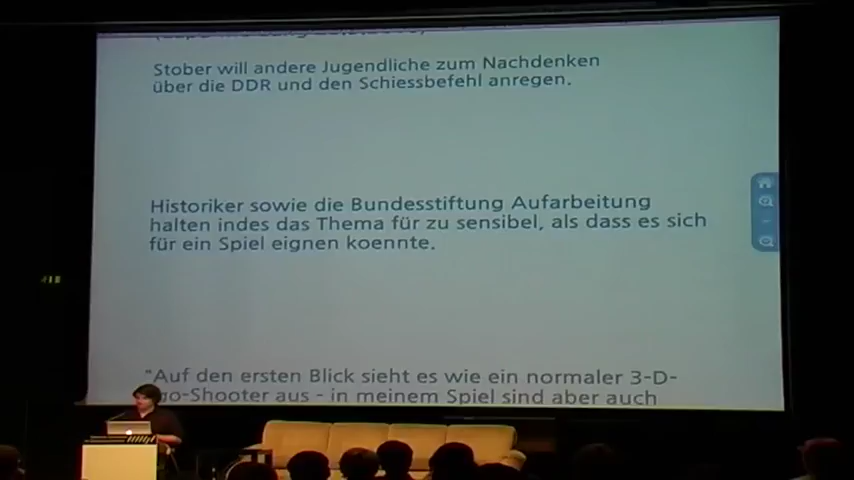 Stober will andere Jugendliche zum Nachdenken
über die DDR und den Schiessbefehl anregen.
Historiker sowie die Bundesstiftung Aufarbeitung
halten indes das Thema für zu sensibel, als dass es sich
für ein Spiel eignen koennte.
"Auf den ersten Blick sieht es wie ein normaler 3-D-
go-Shooter aus - in meinem Spiel sind aber auch